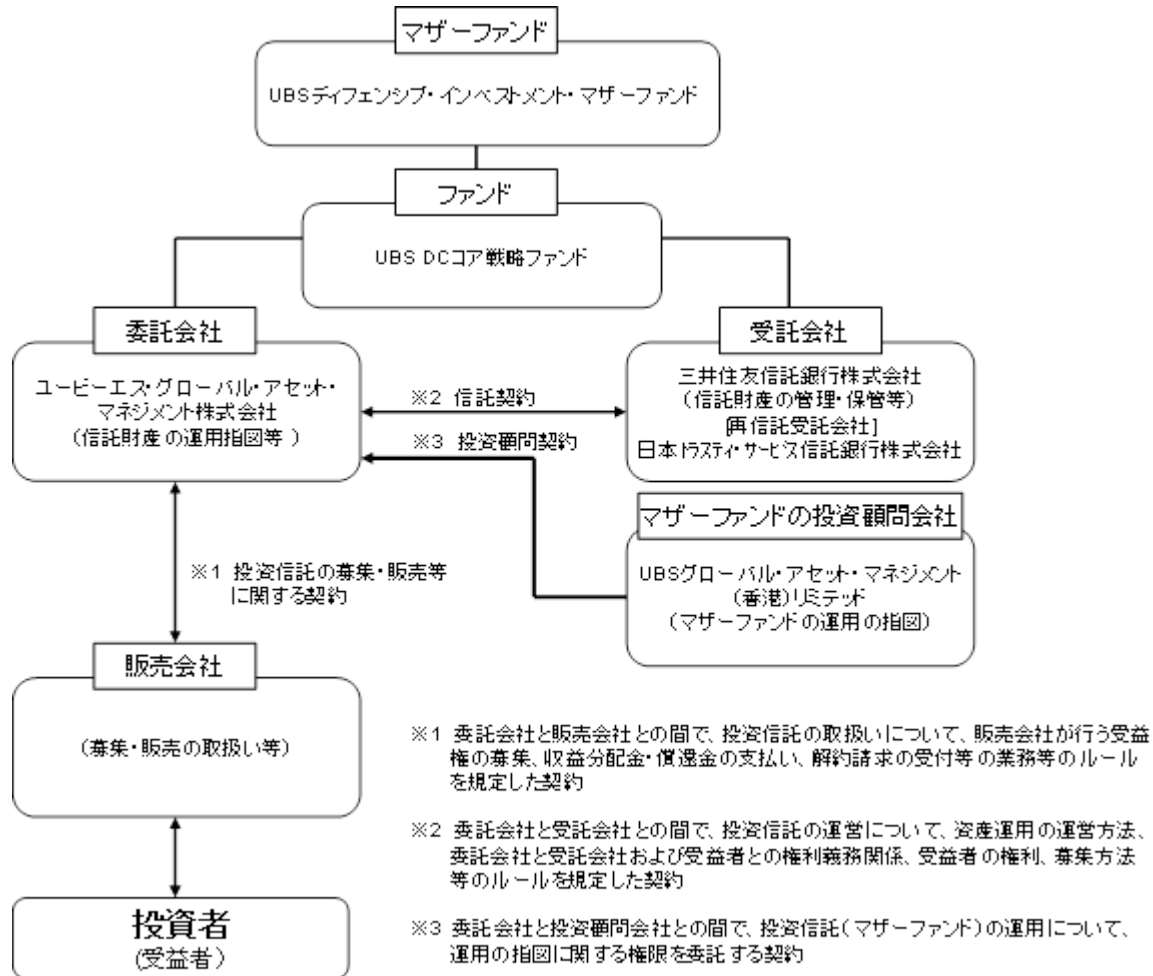 マザーファンド
UBSディフェンシブ・インベストメント・マザーファンド
ファンド
UBS DCコア戦略ファンド
委託会社
ユービーエス・グローバル・アセット・
マネジメント株式会社
(信託財産の運用指図等)
※2 信託契約
※3 投資顧問契約
受託会社
三井住友信託銀行株式会社
(信託財産の管理・保管等)
[再信託受託会社]
日本トラスティ・サービス信託銀行株式会社
マザーファンドの投資顧問会社
UBSグローバル・アセット・マネジメント
(香港)リミテッド
(マザーファンドの運用の指図)
※1 投資信託の募集・販売等
に関する契約
販売会社
(募集・販売の取扱い等)
投資者
(受益者)
※1 委託会社と販売会社との間で、投資信託の取扱いについて、販売会社が行う受益
権の募集、収益分配金・償還金の支払い、解約請求の受付等の業務等のルール
を規定した契約
※2 委託会社と受託会社との間で、投資信託の運営について、資産運用の運営方法、
委託会社と受託会社および受益者との権利義務関係、受益者の権利、募集方法
等のルールを規定した契約
※3 委託会社と投資顧問会社との間で、投資信託(マザーファンド)の運用について、
運用の指図に関する権限を委託する契約